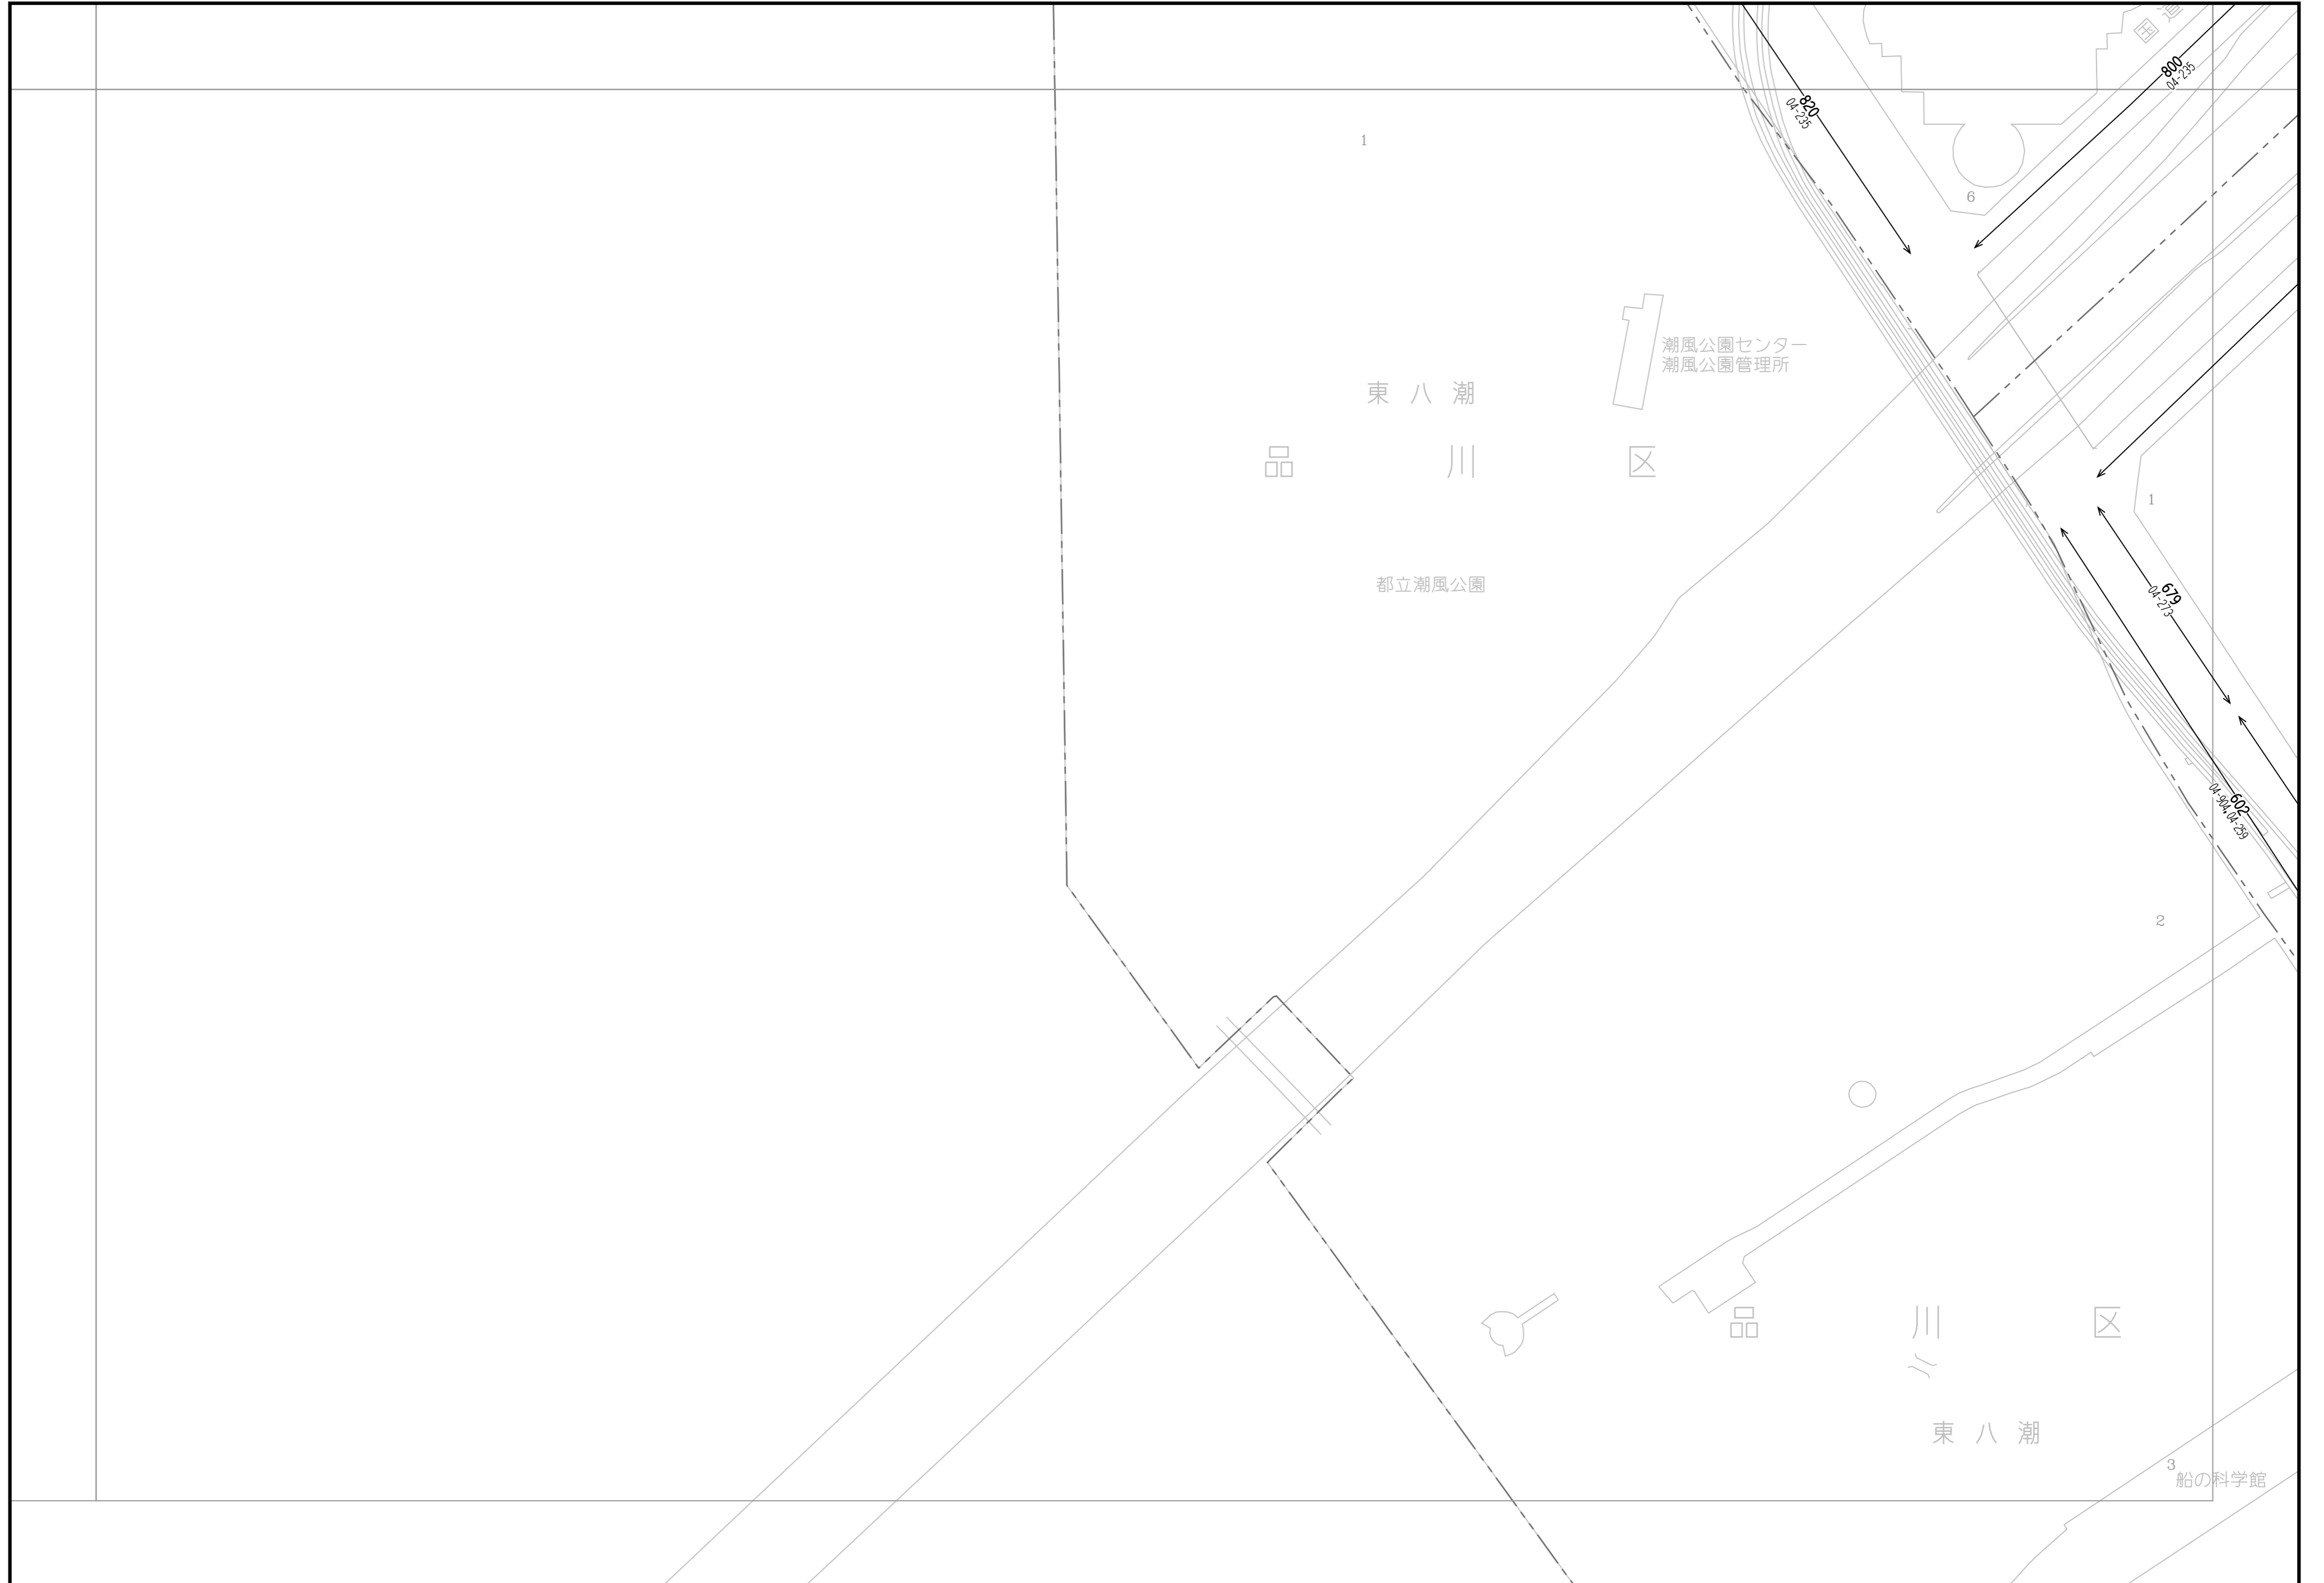 国道
800
04-235
820
04-235
1
6
潮風公園センター
潮風公園管理所
東八潮
品川区
1
都立潮風公園
679
04-273
602
04-904,04-259
2
品川区
東八潮
3
船の科学館